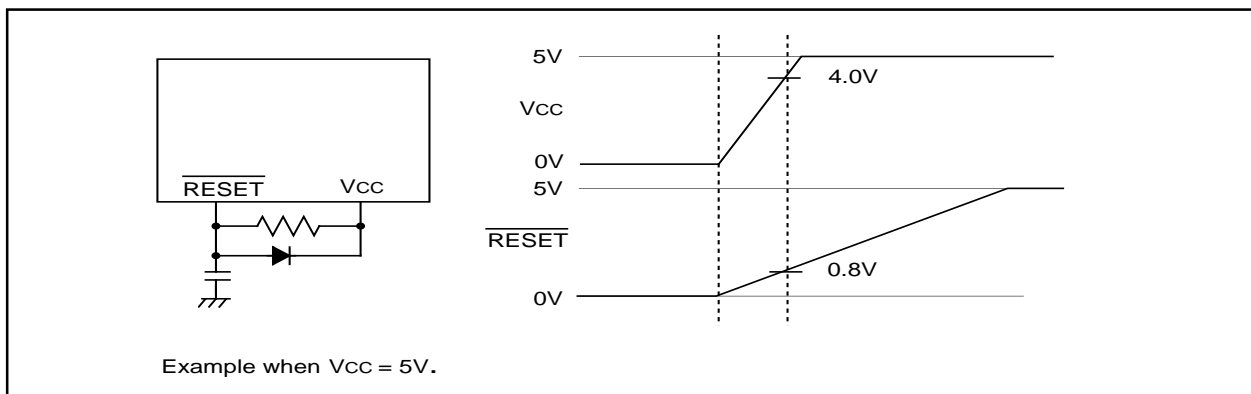 RESET
VCC
Example when VCC = 5V.
5V
4.0V
VCC
0V
5V
RESET
0.8V
0V